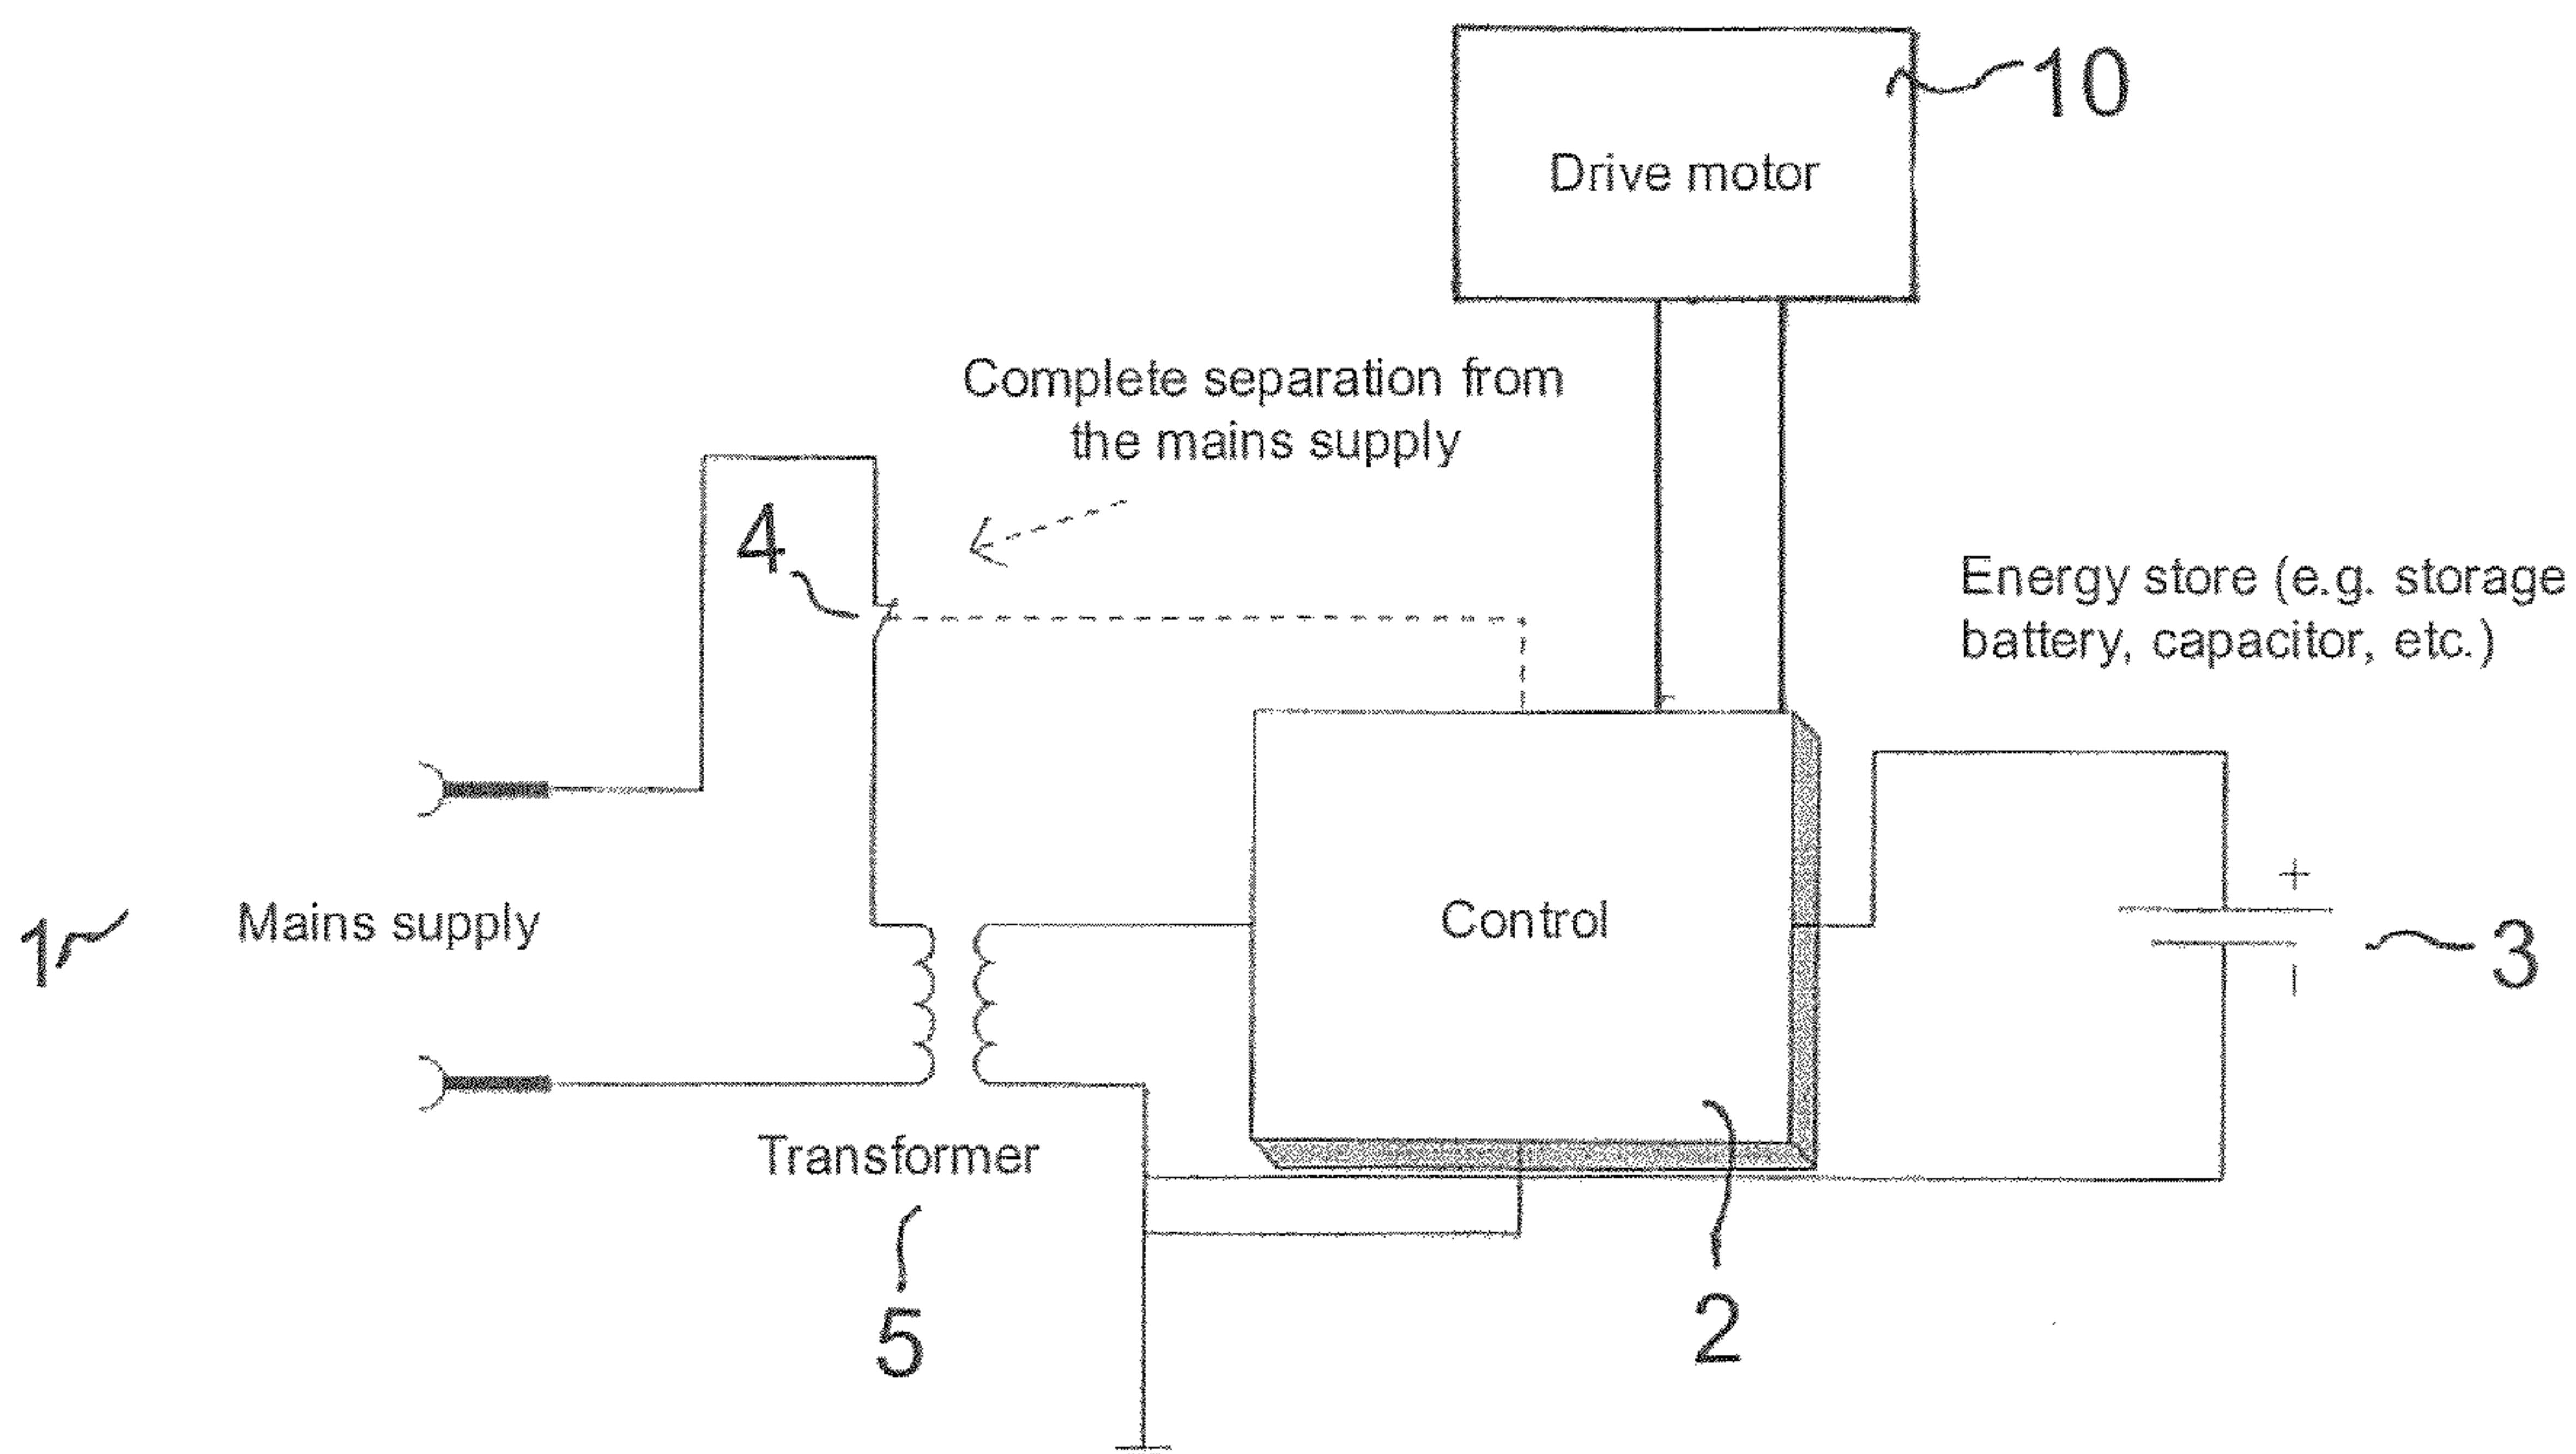 10
Drive motor
Complete separation from
the mains supply
4
Energy store (e.g. storage
battery, capacitor, etc.)
+
1
Mains supply
Control
3
–
Transformer
5
2